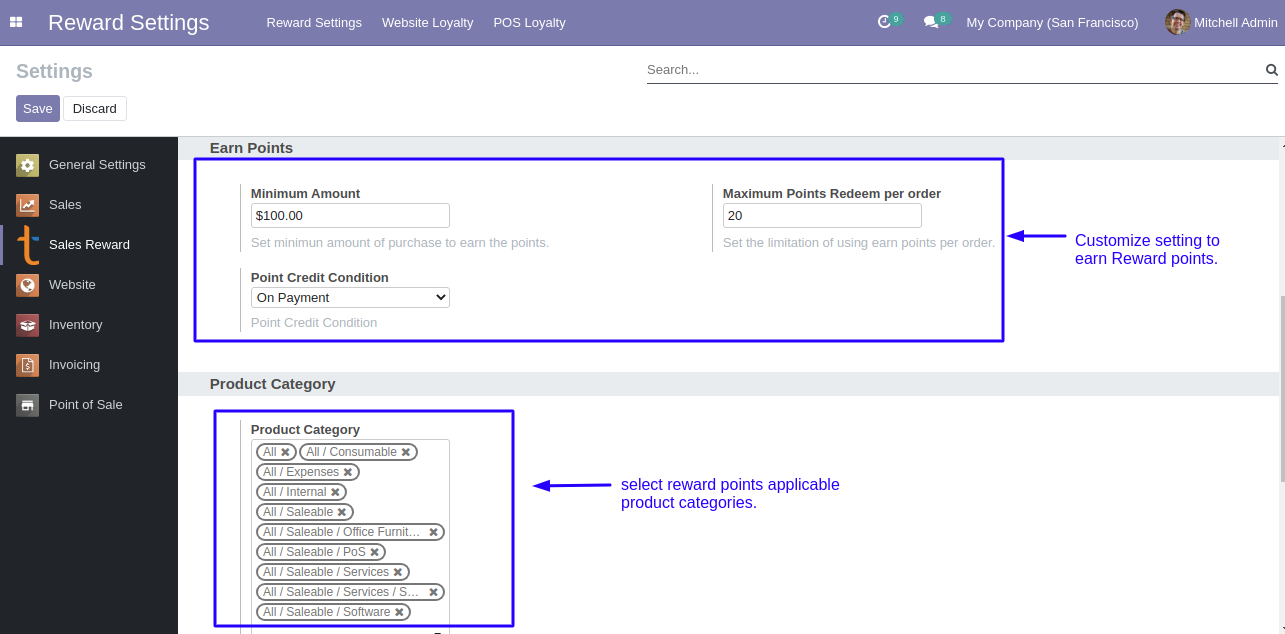 Reward Settings Reward Settings Website Loyalty POS Loyalty 9 8 My Company (San Francisco) Mitchell Admin
Settings
Search...
Save Discard
General Settings
Sales
Sales Reward
Website
Inventory
Invoicing
Point of Sale
Earn Points
Minimum Amount
$100.00
Set minimun amount of purchase to earn the points.
Maximum Points Redeem per order
20
Set the limitation of using earn points per order.
Point Credit Condition
On Payment
Point Credit Condition
Customize setting to
earn Reward points.
Product Category
Product Category
All All / Consumable
All / Expenses
All / Internal
All / Saleable
All / Saleable / Office Furnit...
All / Saleable / PoS
All / Saleable / Services
All / Saleable / Services / S...
All / Saleable / Software
select reward points applicable
product categories.